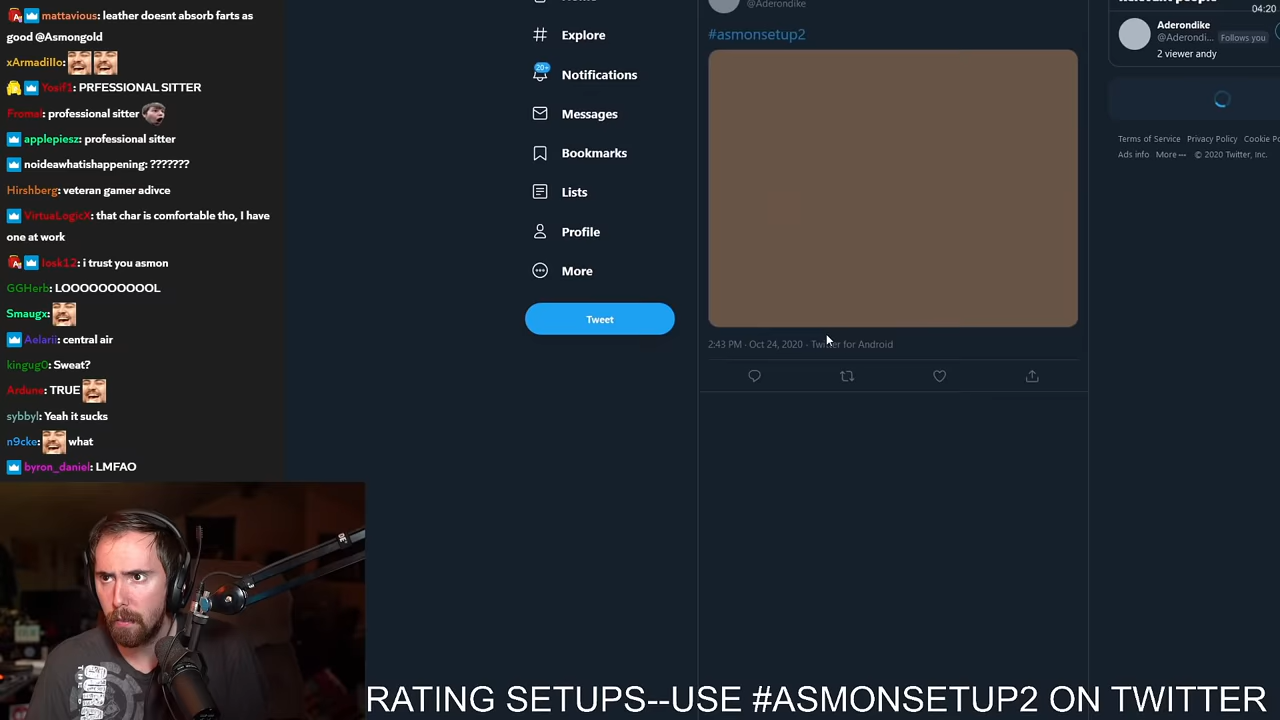 mattavious: leather doesnt absorb farts as
good @Asmongold
xArmadillo:
Yosif1: PRFESSIONAL SITTER
Fromal: professional sitter
applepiesz: professional sitter
noideawhatishappening: ???????
Hirshberg: veteran gamer adivce
VirtuaLogicX: that char is comfortable tho, I have
one at work
losk12: i trust you asmon
GGHerb: LOOOOOOOOOOL
Smaugx:
Aelarii: central air
kingug0: Sweat?
Ardune: TRUE
sybbyl: Yeah it sucks
n9cke: what
byron_daniel: LMFAO
Explore
20+
Notifications
Messages
Bookmarks
Lists
Profile
More
Tweet
@Aderondike
#asmonsetup2
2:43 PM · Oct 24, 2020 · Twitter for Android
04:20
Aderondike
@Aderondi... Follows you
2 viewer andy
Terms of Service Privacy Policy Cookie Po
Ads info More ··· © 2020 Twitter, Inc.
RATING SETUPS--USE #ASMONSETUP2 ON TWITTER